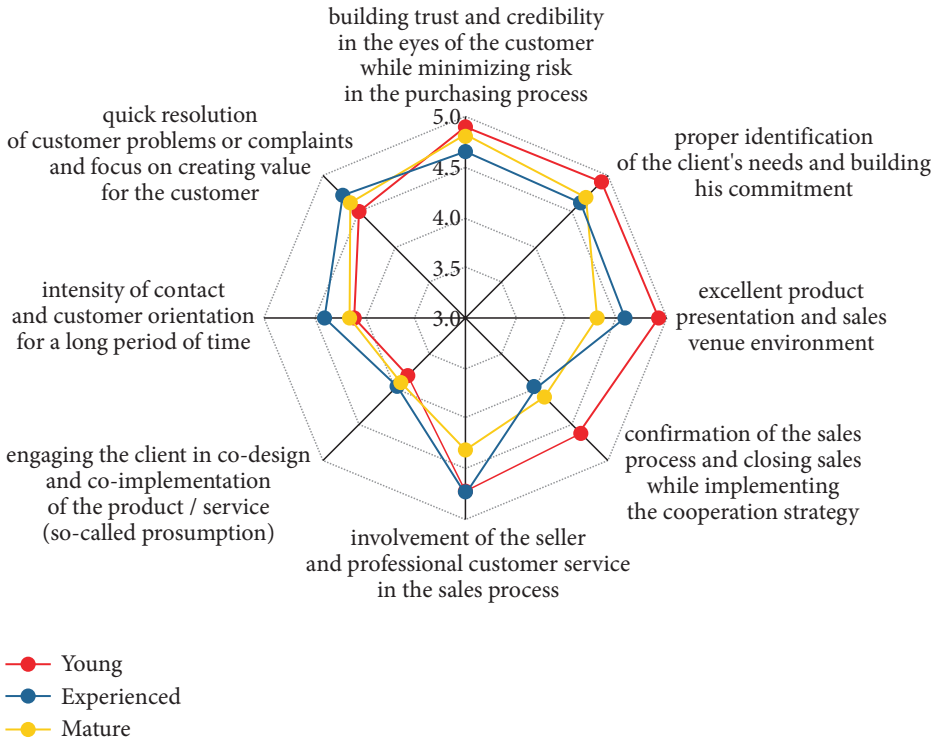 building trust and credibility
in the eyes of the customer
while minimizing risk
in the purchasing process
quick resolution
of customer problems or complaints
and focus on creating value
for the customer
proper identification
of the client's needs and building
his commitment
5.0
4.5
4.0
3.5
3.0
intensity of contact
and customer orientation
for a long period of time
excellent product
presentation and sales
venue environment
engaging the client in co-design
and co-implementation
of the product / service
(so-called prosumption)
confirmation of the sales
process and closing sales
while implementing
the cooperation strategy
involvement of the seller
and professional customer service
in the sales process
Young
Experienced
Mature